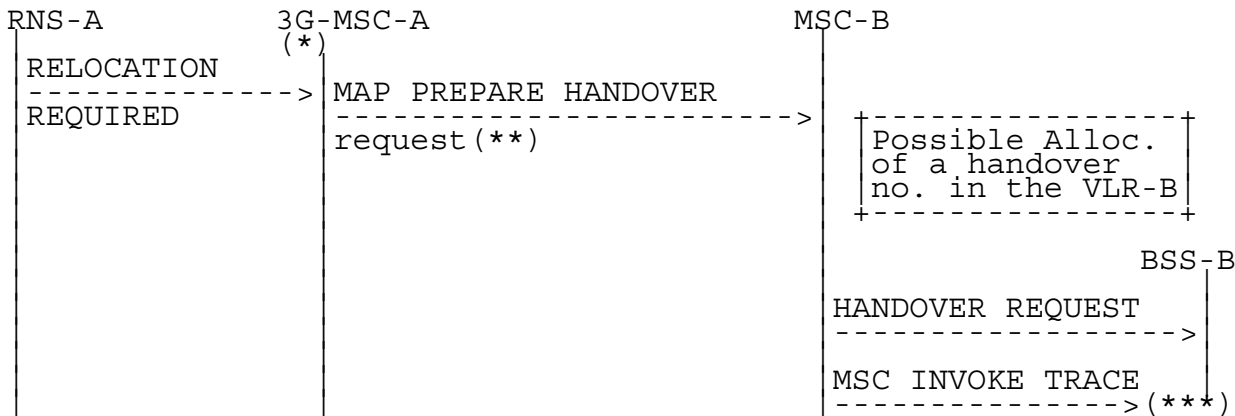 RNS-A 3G-MSC-A MSC-B
(*)
RELOCATION
REQUIRED
MAP PREPARE HANDOVER
request(**)
Possible Alloc.
of a handover
no. in the VLR-B
BSS-B
HANDOVER REQUEST
MSC INVOKE TRACE
(***)